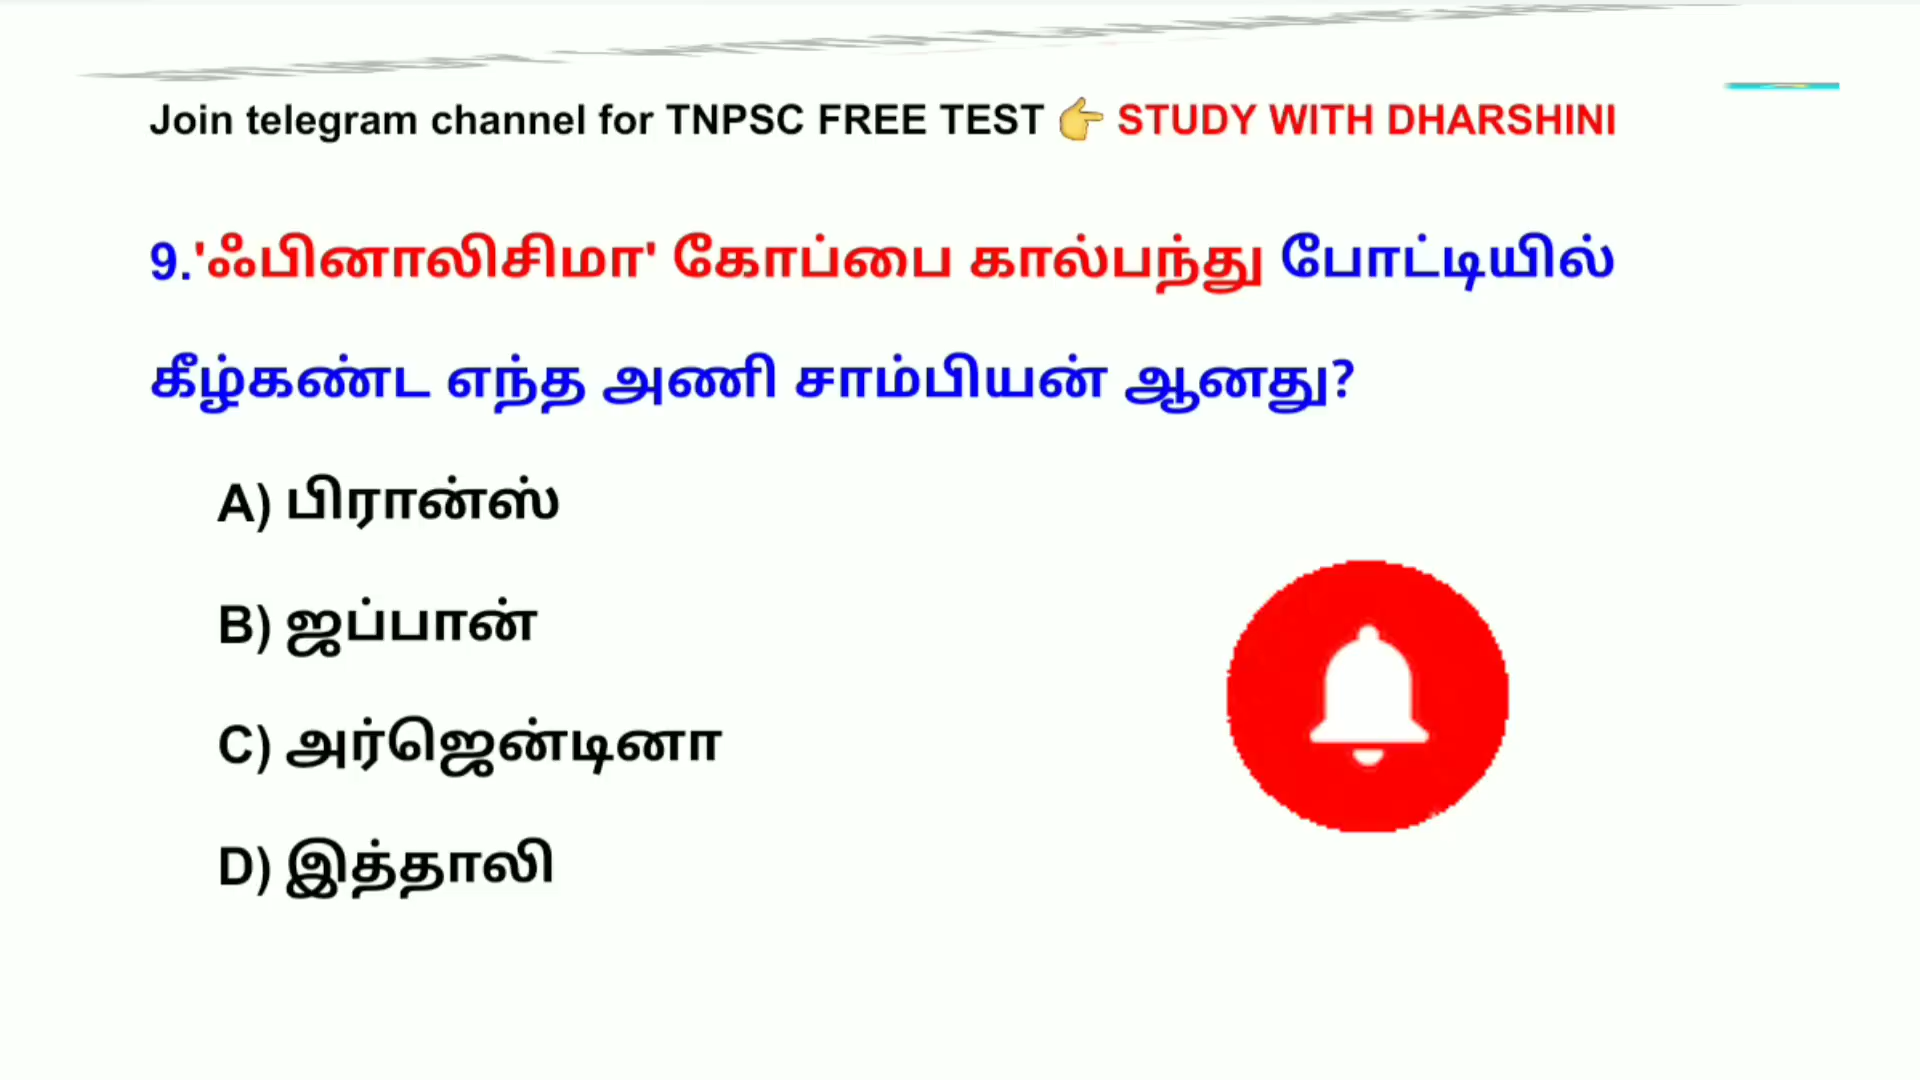 Join telegram channel for TNPSC FREE TEST 👉 STUDY WITH DHARSHINI
9.'ஃபினாலிசிமா' கோப்பை கால்பந்து போட்டியில்
கீழ்கண்ட எந்த அணி சாம்பியன் ஆனது?
A) பிரான்ஸ்
B) ஜப்பான்
C) அர்ஜென்டினா
D) இத்தாலி